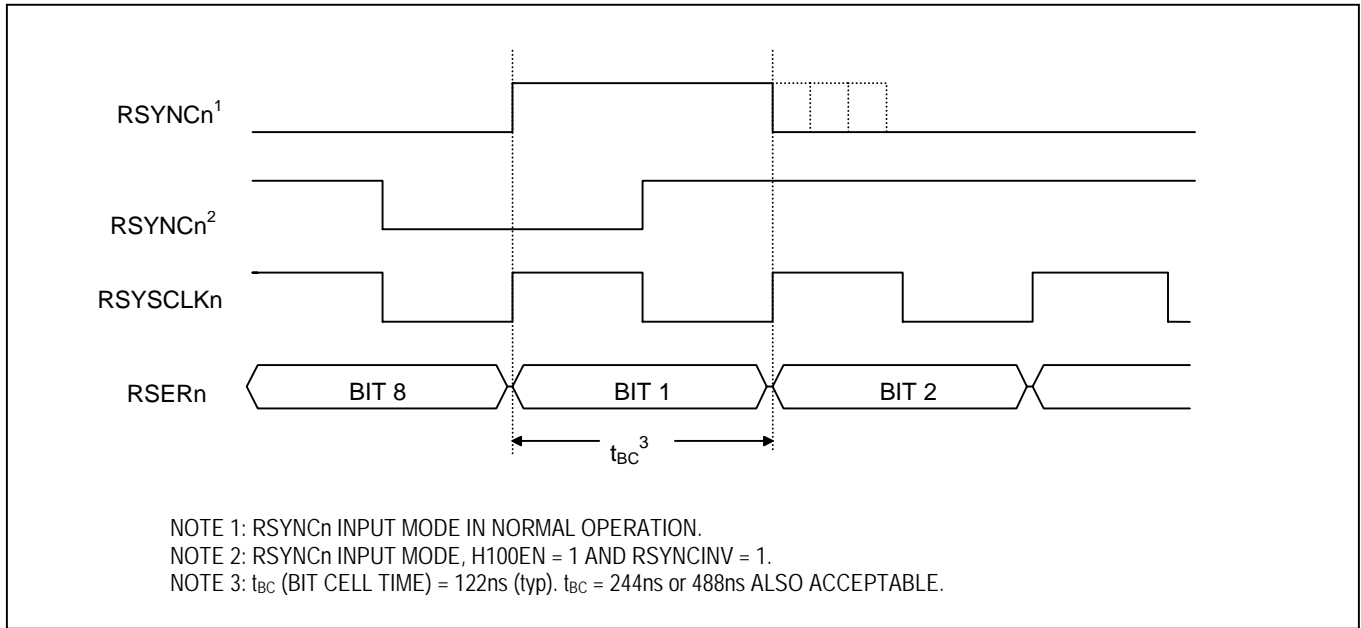 RSYNCn¹
RSYNCn²
RSYSCLKn
RSERn
BIT 8
BIT 1
BIT 2
tBC³
NOTE 1: RSYNCn INPUT MODE IN NORMAL OPERATION.
NOTE 2: RSYNCn INPUT MODE, H100EN = 1 AND RSYNCINV = 1.
NOTE 3: tBC (BIT CELL TIME) = 122ns (typ). tBC = 244ns or 488ns ALSO ACCEPTABLE.